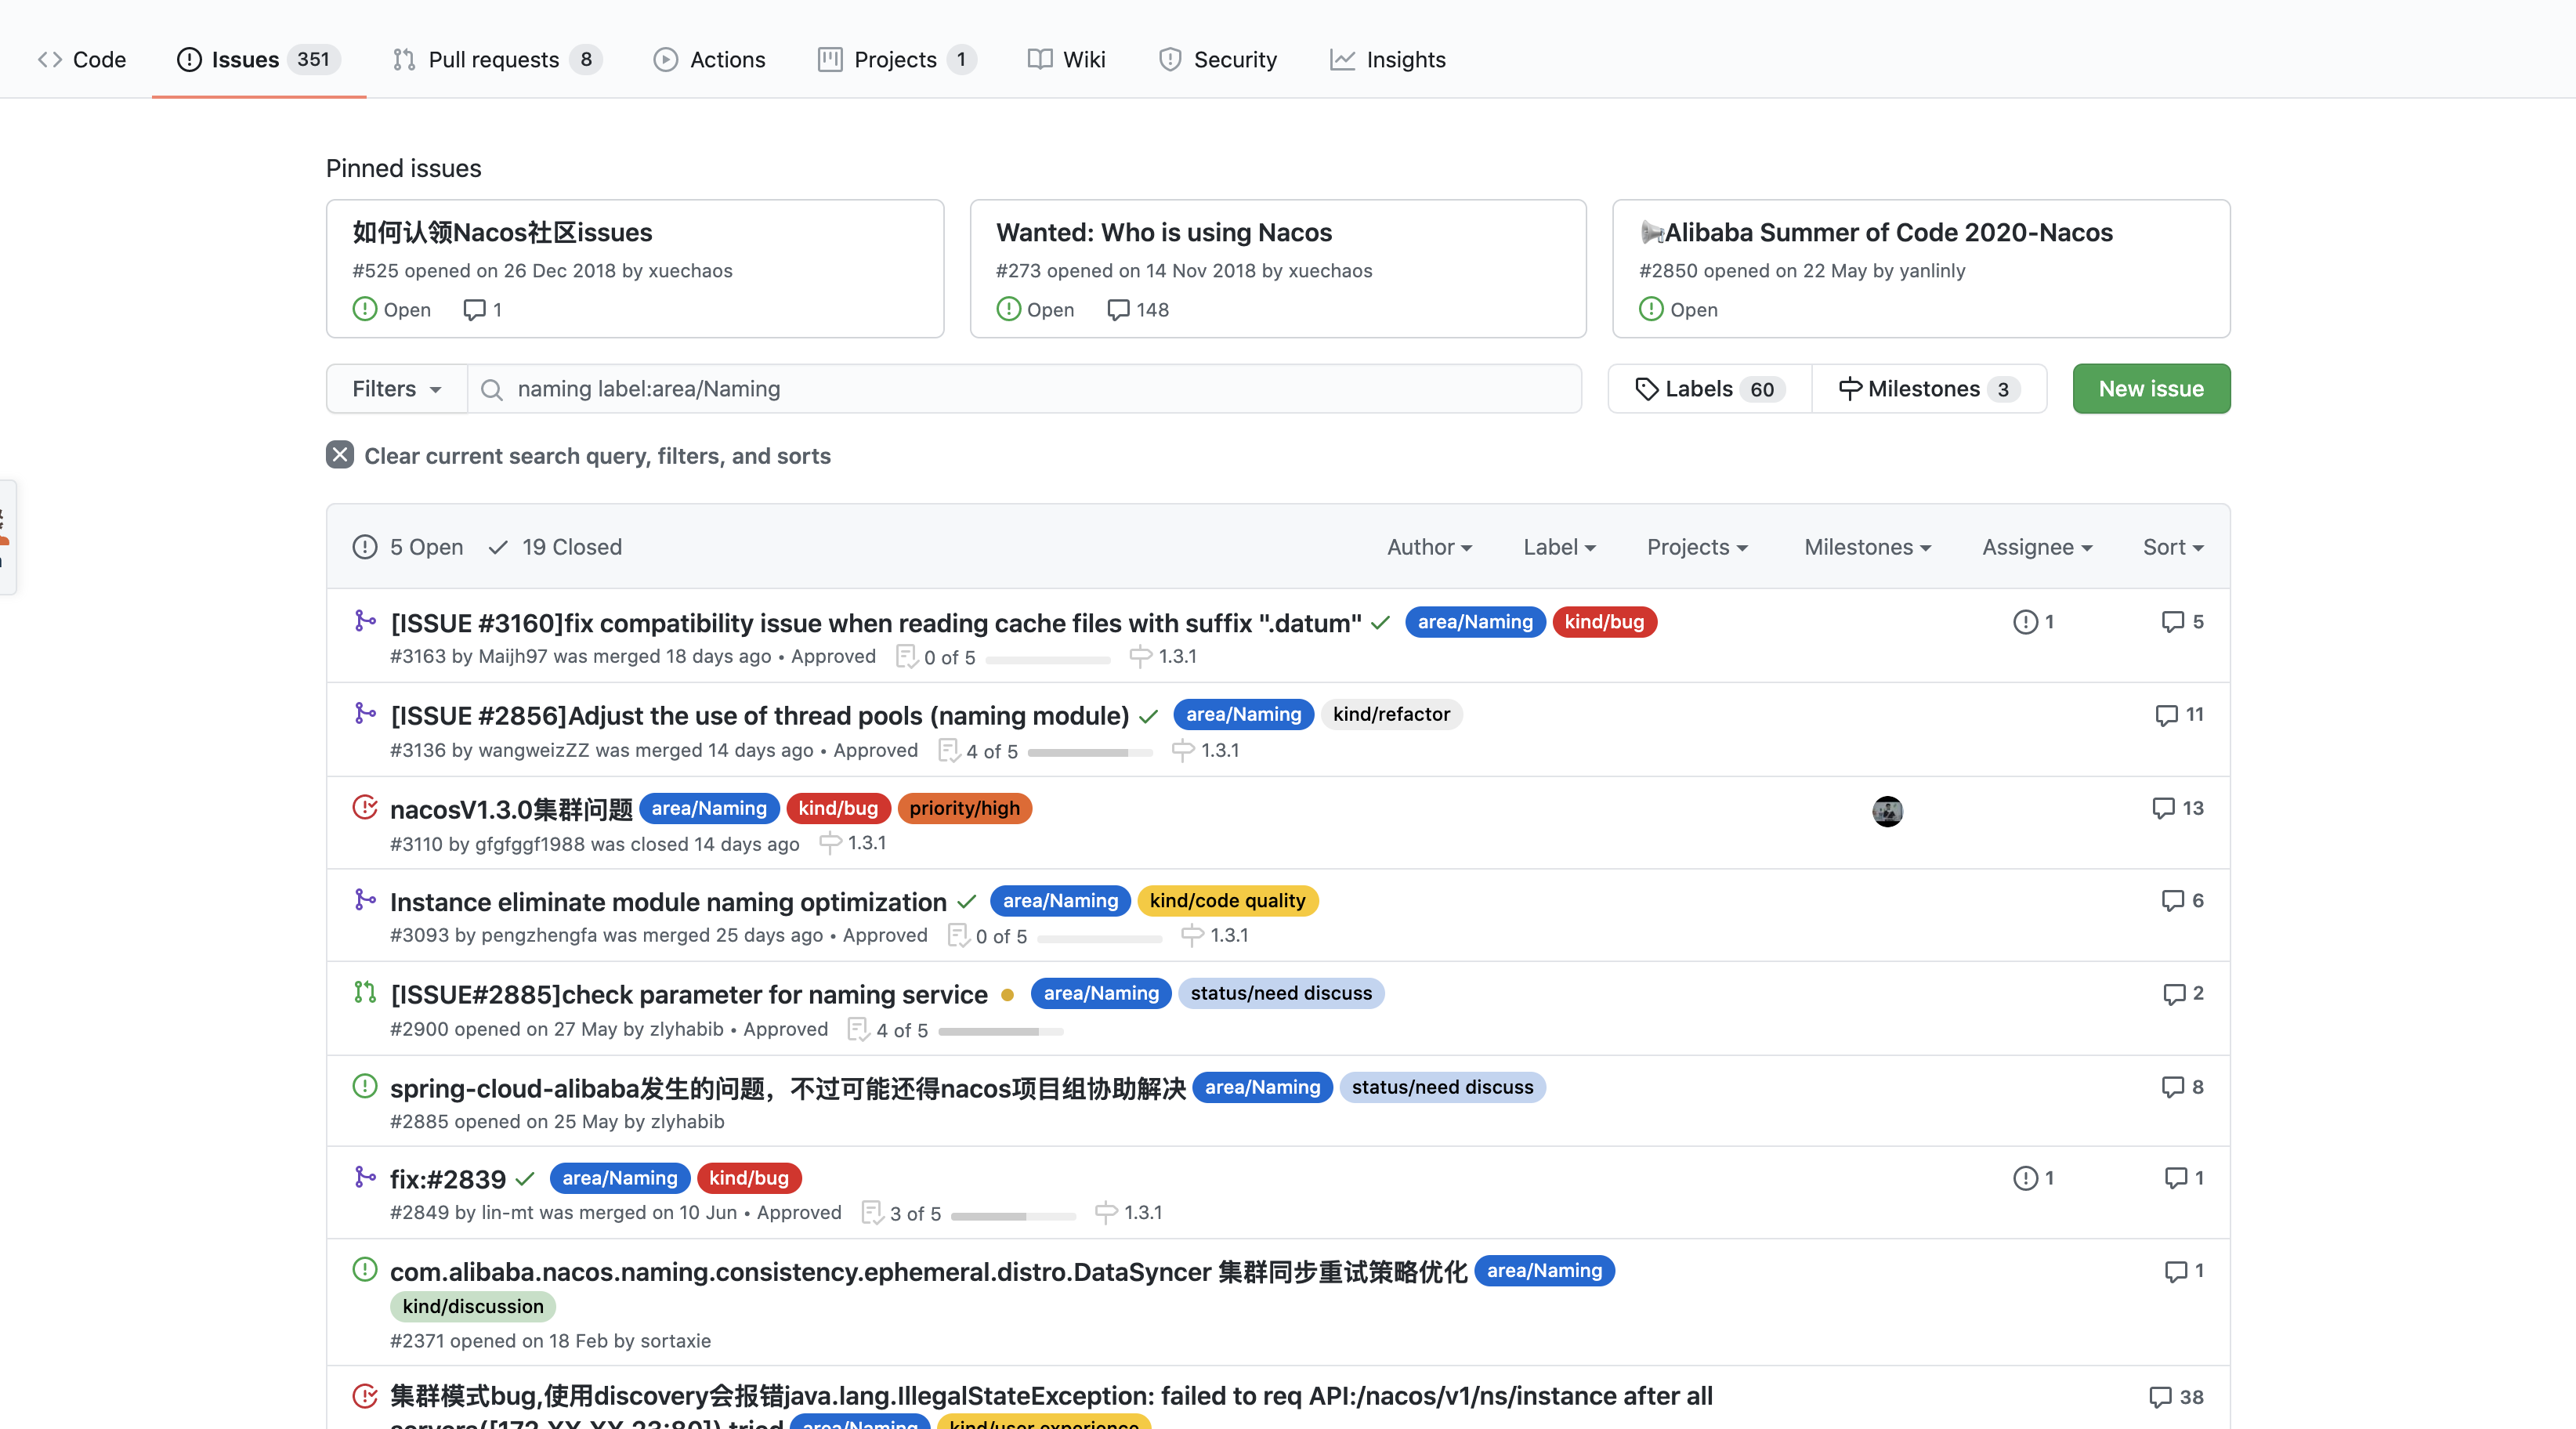 Code Issues 351 Pull requests 8 Actions Projects 1 Wiki Security Insights
Pinned issues
如何认领Nacos社区issues
#525 opened on 26 Dec 2018 by xuechaos
Open 1
Wanted: Who is using Nacos
#273 opened on 14 Nov 2018 by xuechaos
Open 148
Alibaba Summer of Code 2020-Nacos
#2850 opened on 22 May by yanlinly
Open
Filters naming label:area/Naming Labels 60 Milestones 3 New issue
Clear current search query, filters, and sorts
5 Open 19 Closed Author Label Projects Milestones Assignee Sort
[ISSUE #3160]fix compatibility issue when reading cache files with suffix ".datum" area/Naming kind/bug 1 5
#3163 by Maijh97 was merged 18 days ago • Approved 0 of 5 1.3.1
[ISSUE #2856]Adjust the use of thread pools (naming module) area/Naming kind/refactor 11
#3136 by wangweizZZ was merged 14 days ago • Approved 4 of 5 1.3.1
nacosV1.3.0集群问题 area/Naming kind/bug priority/high 13
#3110 by gfgfggf1988 was closed 14 days ago 1.3.1
Instance eliminate module naming optimization area/Naming kind/code quality 6
#3093 by pengzhengfa was merged 25 days ago • Approved 0 of 5 1.3.1
[ISSUE#2885]check parameter for naming service area/Naming status/need discuss 2
#2900 opened on 27 May by zlyhabib • Approved 4 of 5
spring-cloud-alibaba发生的问题，不过可能还得nacos项目组协助解决 area/Naming status/need discuss 8
#2885 opened on 25 May by zlyhabib
fix:#2839 area/Naming kind/bug 1 1
#2849 by lin-mt was merged on 10 Jun • Approved 3 of 5 1.3.1
com.alibaba.nacos.naming.consistency.ephemeral.distro.DataSyncer 集群同步重试策略优化 area/Naming 1
kind/discussion
#2371 opened on 18 Feb by sortaxie
集群模式bug,使用discovery会报错java.lang.IllegalStateException: failed to req API:/nacos/v1/ns/instance after all 38
servers([172.XX.XX.23:80]) tried area/Naming kind/user experience